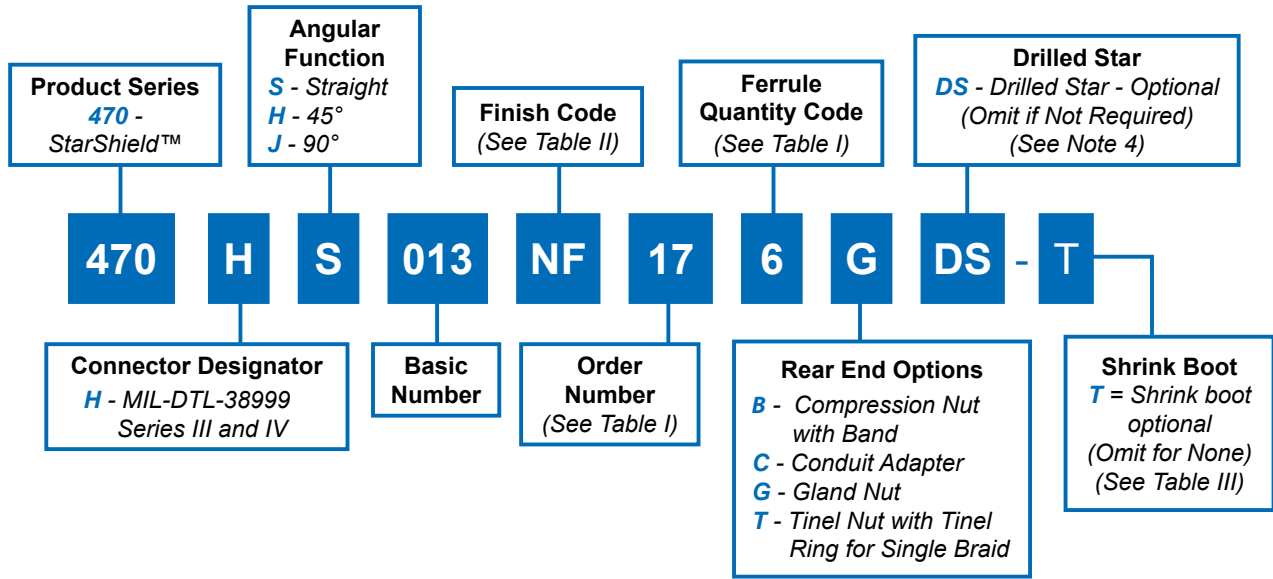 Product Series
470 -
StarShield™
Angular
Function
S - Straight
H - 45°
J - 90°
Finish Code
(See Table II)
Ferrule
Quantity Code
(See Table I)
Drilled Star
DS - Drilled Star - Optional
(Omit if Not Required)
(See Note 4)
470 H S 013 NF 17 6 G DS - T
Connector Designator
H - MIL-DTL-38999
Series III and IV
Basic
Number
Order
Number
(See Table I)
Rear End Options
B - Compression Nut
with Band
C - Conduit Adapter
G - Gland Nut
T - Tinel Nut with Tinel
Ring for Single Braid
Shrink Boot
T = Shrink boot
optional
(Omit for None)
(See Table III)